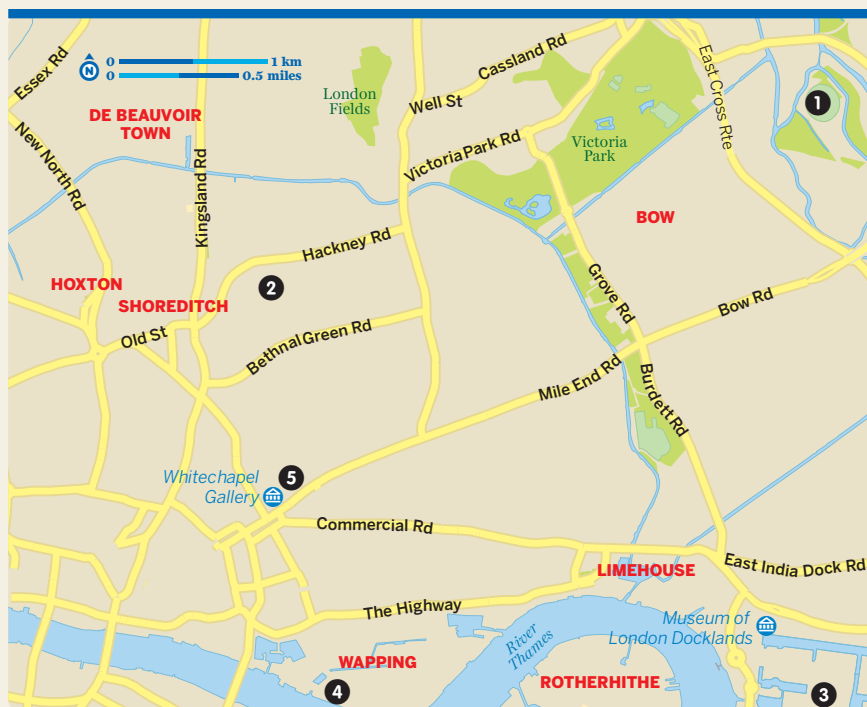 0 1 km
0 0.5 miles
N
Essex Rd
DE BEAUVOIR
TOWN
New North Rd
Kingsland Rd
London
Fields
Well St
Cassland Rd
Victoria Park Rd
Victoria
Park
East Cross Rte
1
BOW
Hackney Rd
2
HOXTON
SHOREDITCH
Old St
Bethnal Green Rd
Grove Rd
Bow Rd
Mile End Rd
Burdett Rd
5
Whitechapel
Gallery
Commercial Rd
East India Dock Rd
LIMEHOUSE
The Highway
Museum of
London Docklands
River
Thames
WAPPING
4
ROTHERHITHE
3